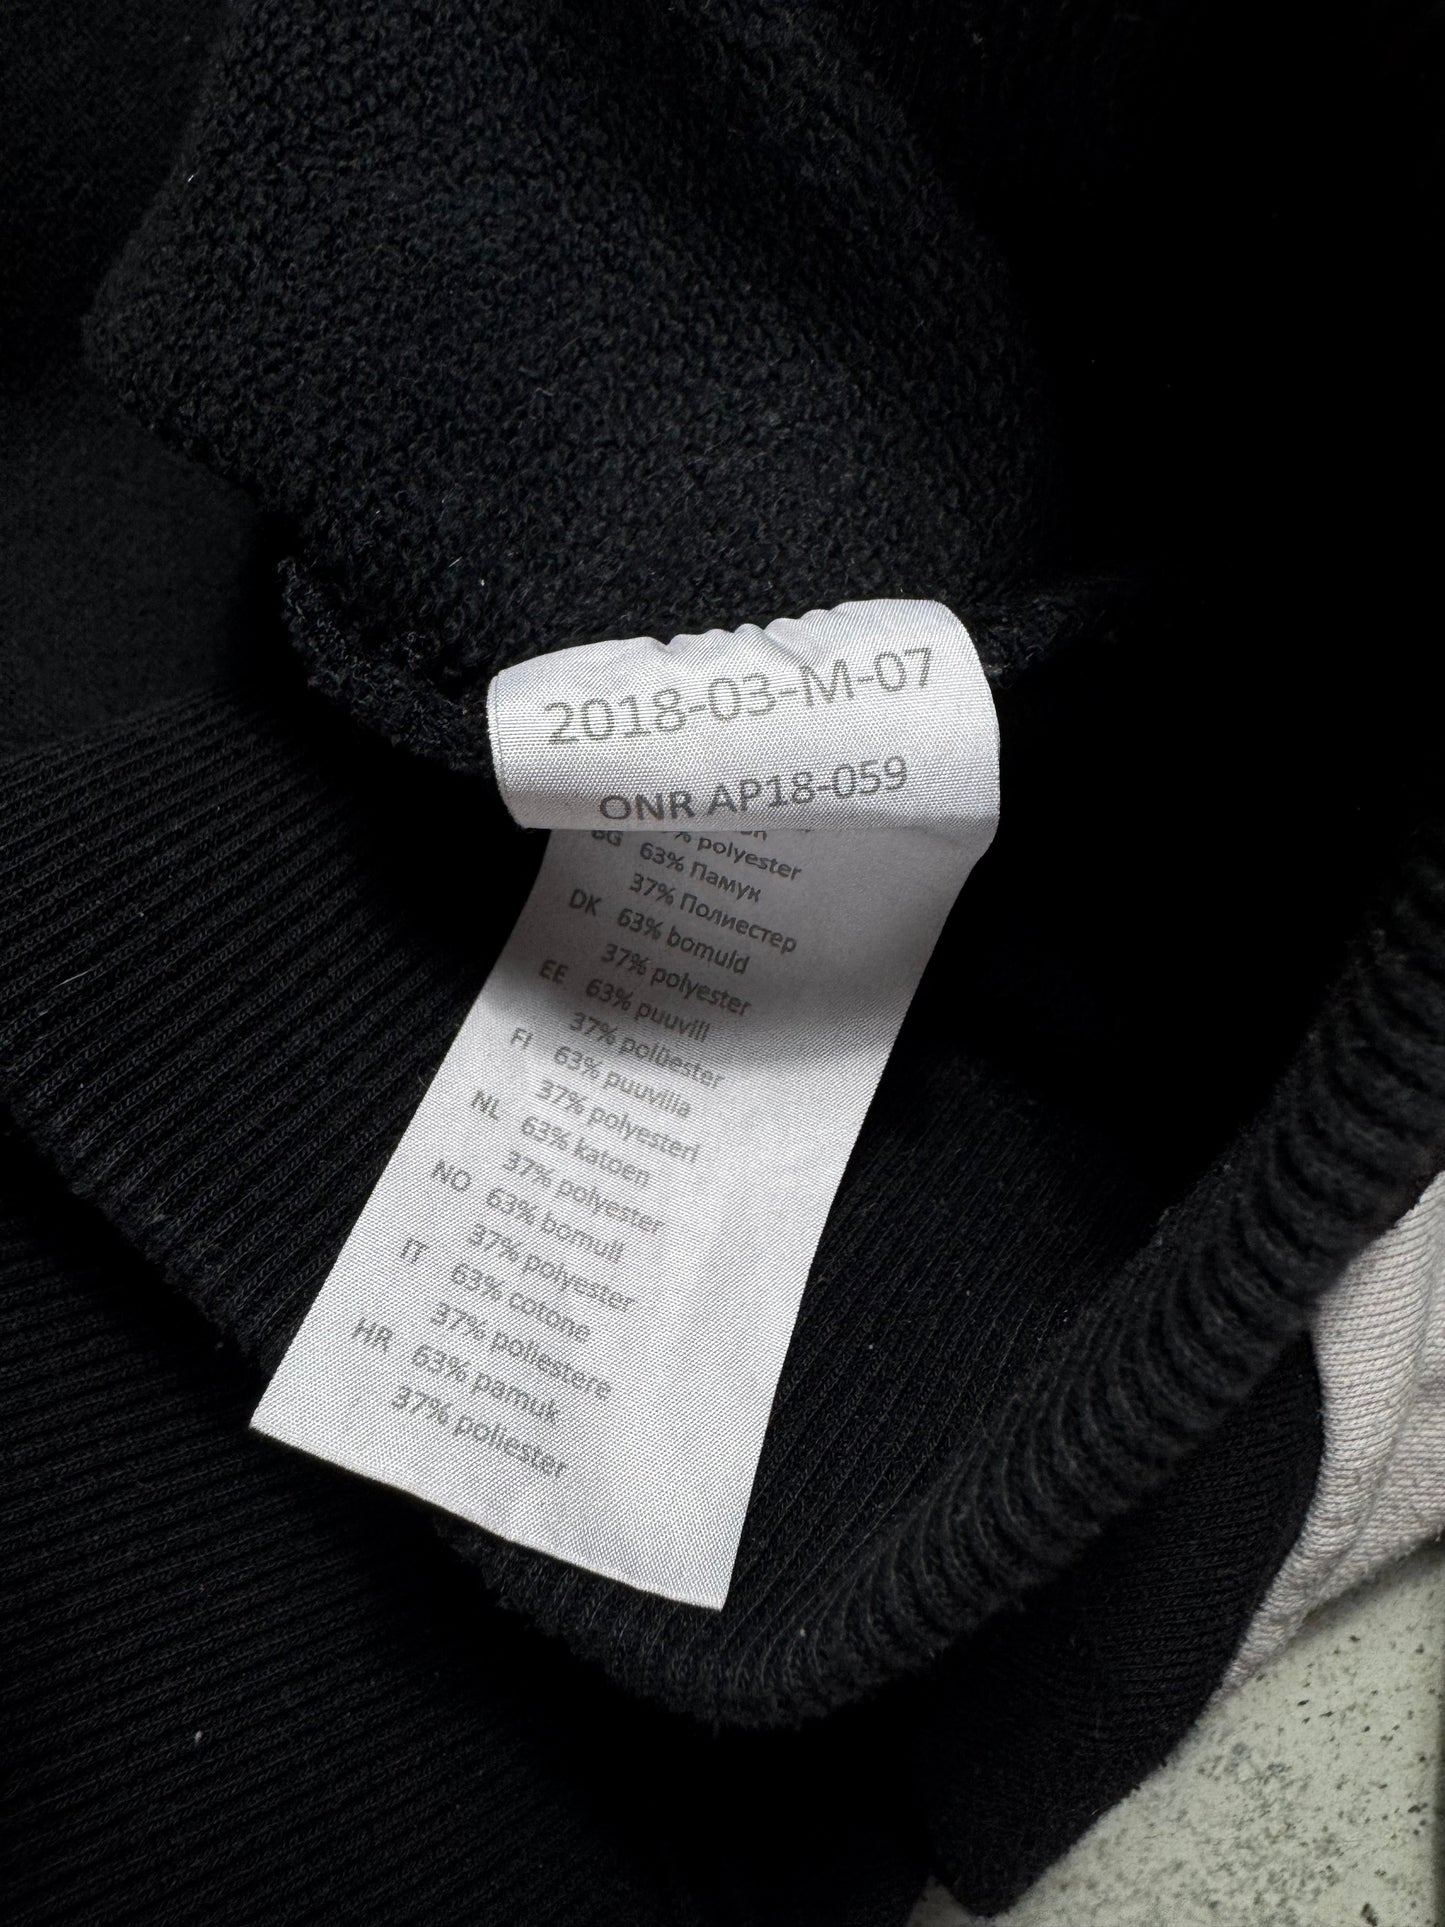 2018-03-M-07
ONR AP18-059
% polyester
BG 63% Памук
37% Полиестер
DK 63% bomuld
37% polyester
EE 63% puuvill
37% polüester
FI 63% puuvilla
37% polyesteri
NL 63% katoen
37% polyester
NO 63% bomull
37% polyester
IT 63% cotone
37% poliestere
HR 63% pamuk
37% poliester